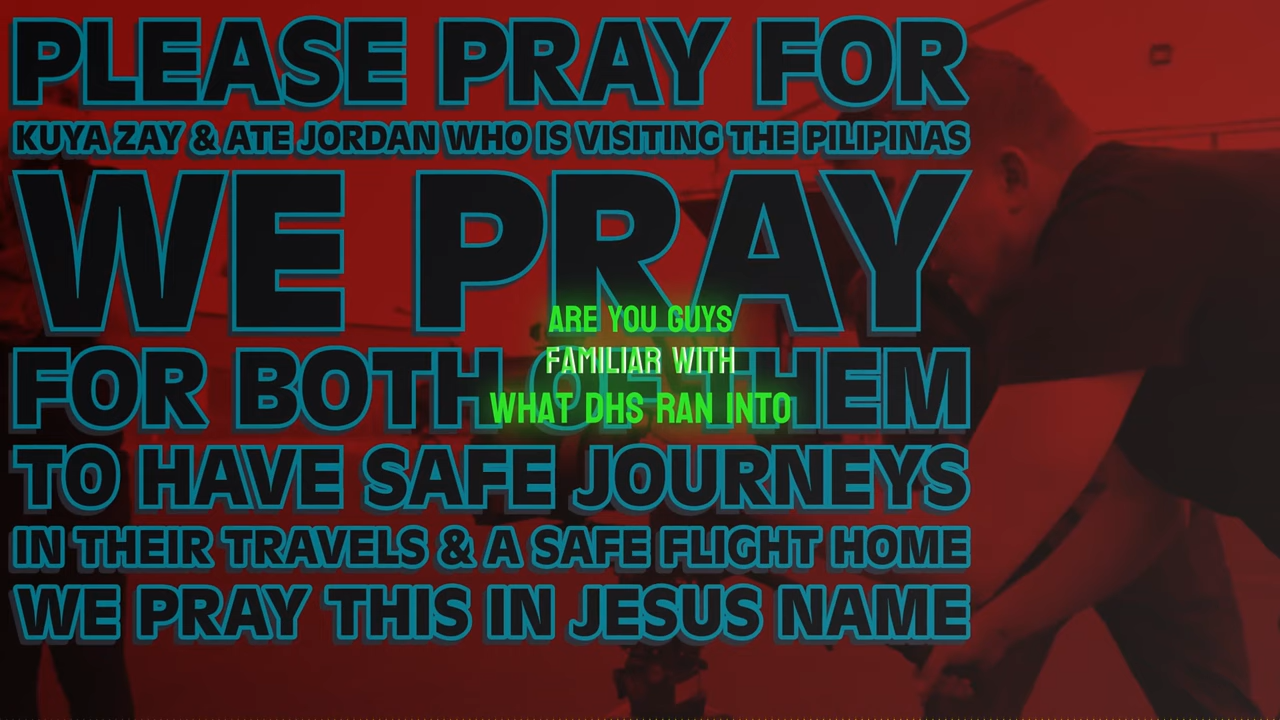 PLEASE PRAY FOR
KUYA ZAY & ATE JORDAN WHO IS VISITING THE PILIPINAS
WE PRAY
FOR BOTH OF THEM
TO HAVE SAFE JOURNEYS
IN THEIR TRAVELS & A SAFE FLIGHT HOME
WE PRAY THIS IN JESUS NAME
ARE YOU GUYS
FAMILIAR WITH
WHAT DHS RAN INTO